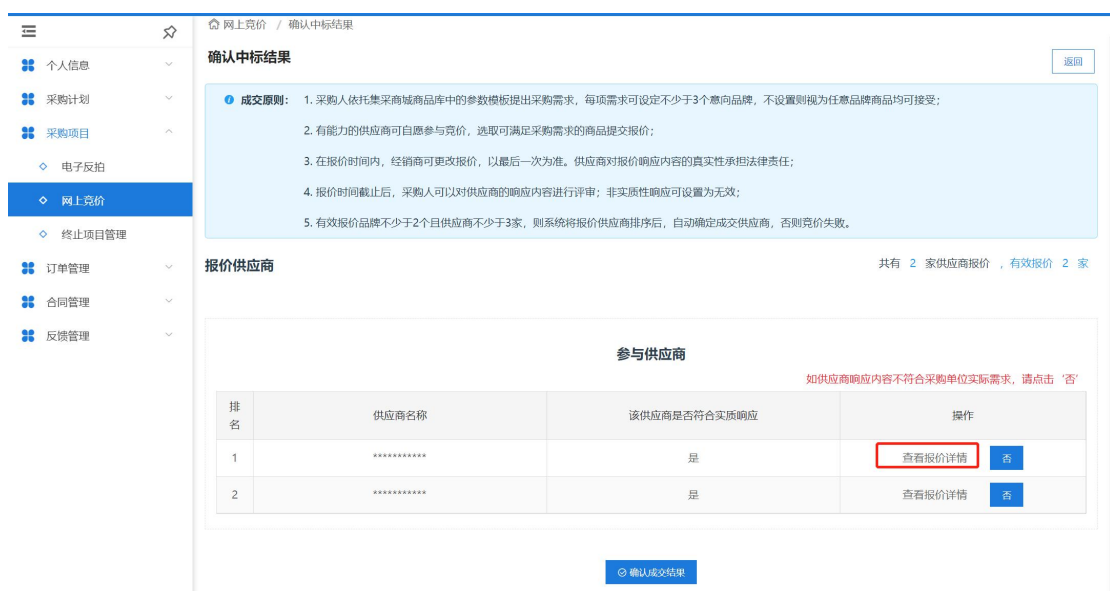 网上竞价 / 确认中标结果
确认中标结果
返回
个人信息
采购计划
采购项目
电子反拍
网上竞价
终止项目管理
订单管理
合同管理
反馈管理
成交原则： 1. 采购人依托集采商城商品库中的参数模板提出采购需求，每项需求可设定不少于3个意向品牌，不设置则视为任意品牌商品均可接受；
2. 有能力的供应商可自愿参与竞价，选取可满足采购需求的商品提交报价；
3. 在报价时间内，经销商可更改报价，以最后一次为准。供应商对报价响应内容的真实性承担法律责任；
4. 报价时间截止后，采购人可以对供应商的响应内容进行评审；非实质性响应可设置为无效；
5. 有效报价品牌不少于2个且供应商不少于3家，则系统将报价供应商排序后，自动确定成交供应商，否则竞价失败。
报价供应商
共有 2 家供应商报价 ，有效报价 2 家
参与供应商
如供应商响应内容不符合采购单位实际需求，请点击‘否’
排名 供应商名称 该供应商是否符合实质响应 操作
1 *********** 是 查看报价详情 否
2 *********** 是 查看报价详情 否
确认成交结果